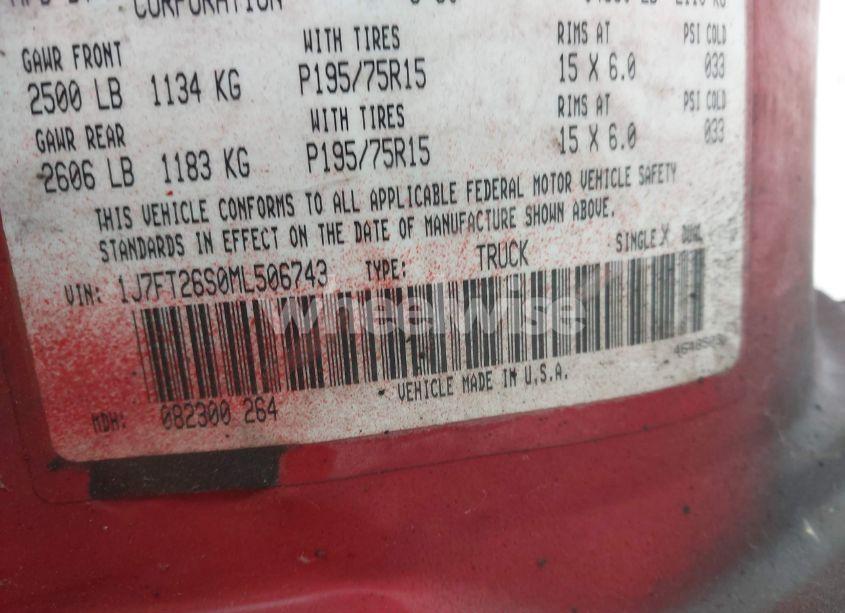 CORPORATION
GAWR FRONT WITH TIRES RIMS AT PSI COLD
2500 LB 1134 KG P195/75R15 15 X 6.0 033
GAWR REAR WITH TIRES RIMS AT PSI COLD
2606 LB 1183 KG P195/75R15 15 X 6.0 033
THIS VEHICLE CONFORMS TO ALL APPLICABLE FEDERAL MOTOR VEHICLE SAFETY
STANDARDS IN EFFECT ON THE DATE OF MANUFACTURE SHOWN ABOVE.
VIN: 1J7FT26S0ML506743 TYPE: TRUCK SINGLE X DUAL
wheelwise
VEHICLE MADE IN U.S.A.
MDH: 082300 264